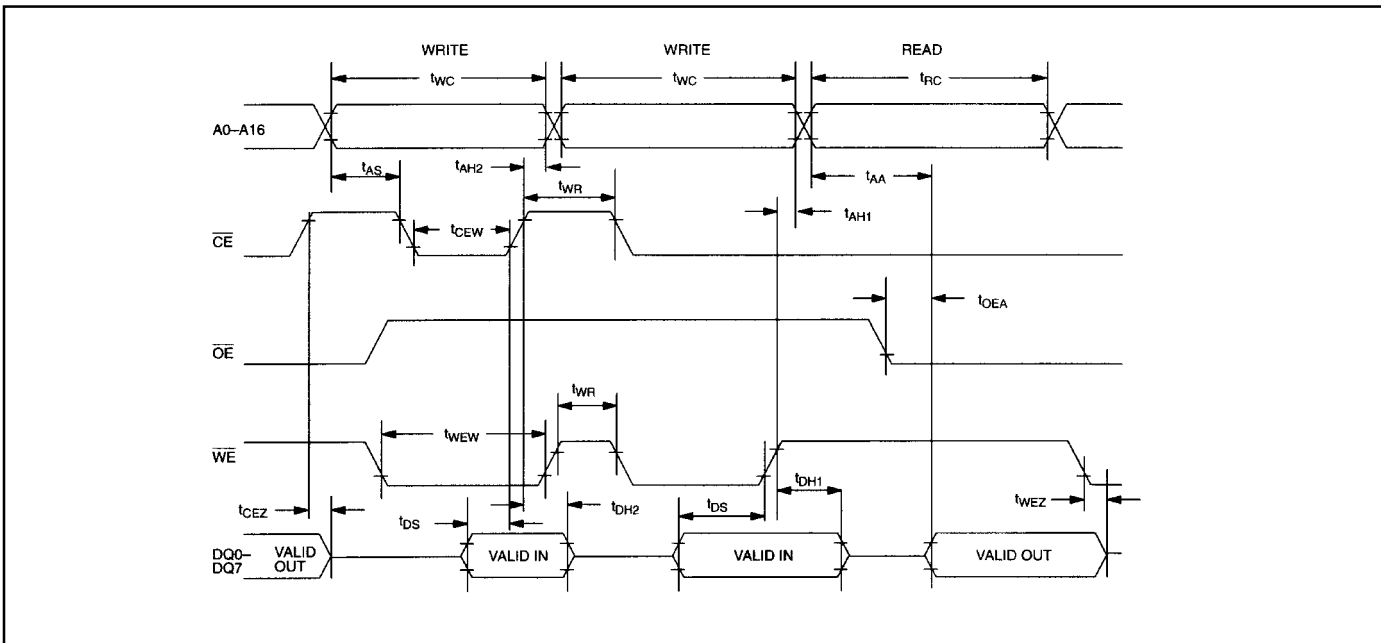 WRITE WRITE READ
tWC tWC tRC
A0–A16
tAS tAH2 tWR tAA tAH1
CE tCEW
tOEA
OE
tWR
tWEW
WE
tDH1
tCEZ tDS tDH2 tDS tWEZ
DQ0–
DQ7
VALID
OUT
VALID IN VALID IN VALID OUT